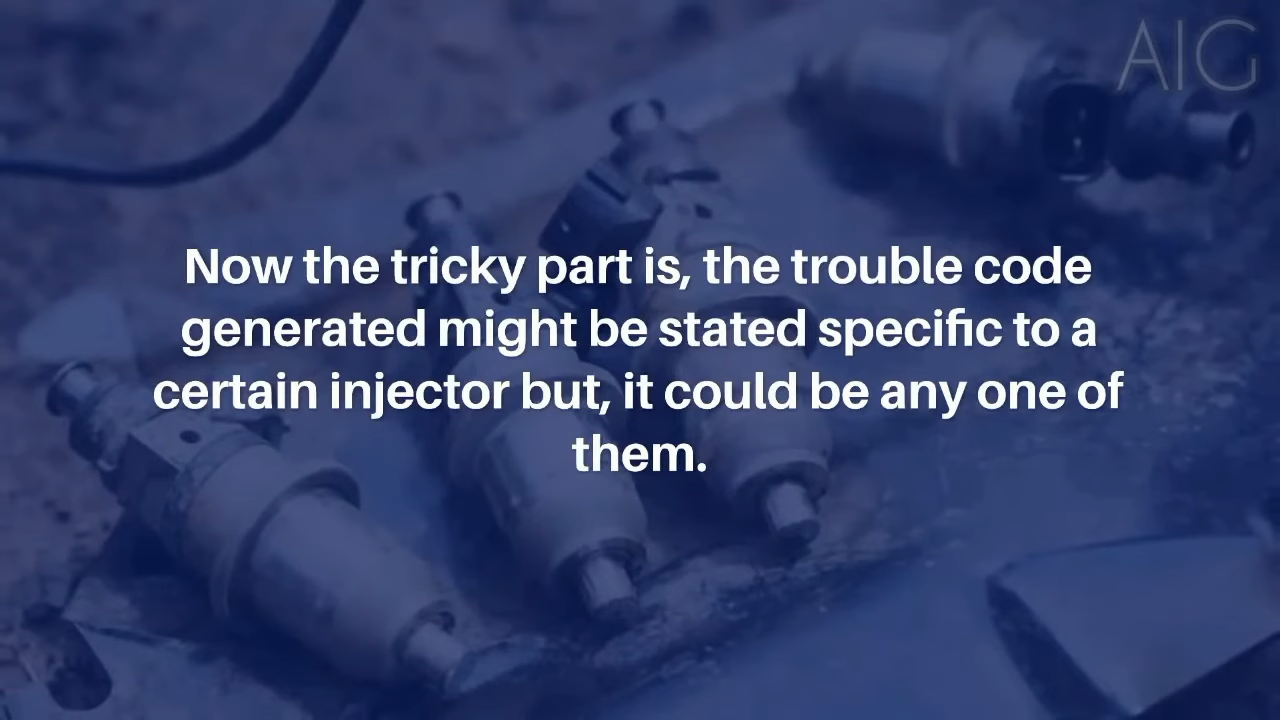 AIG
Now the tricky part is, the trouble code
generated might be stated specific to a
certain injector but, it could be any one of
them.